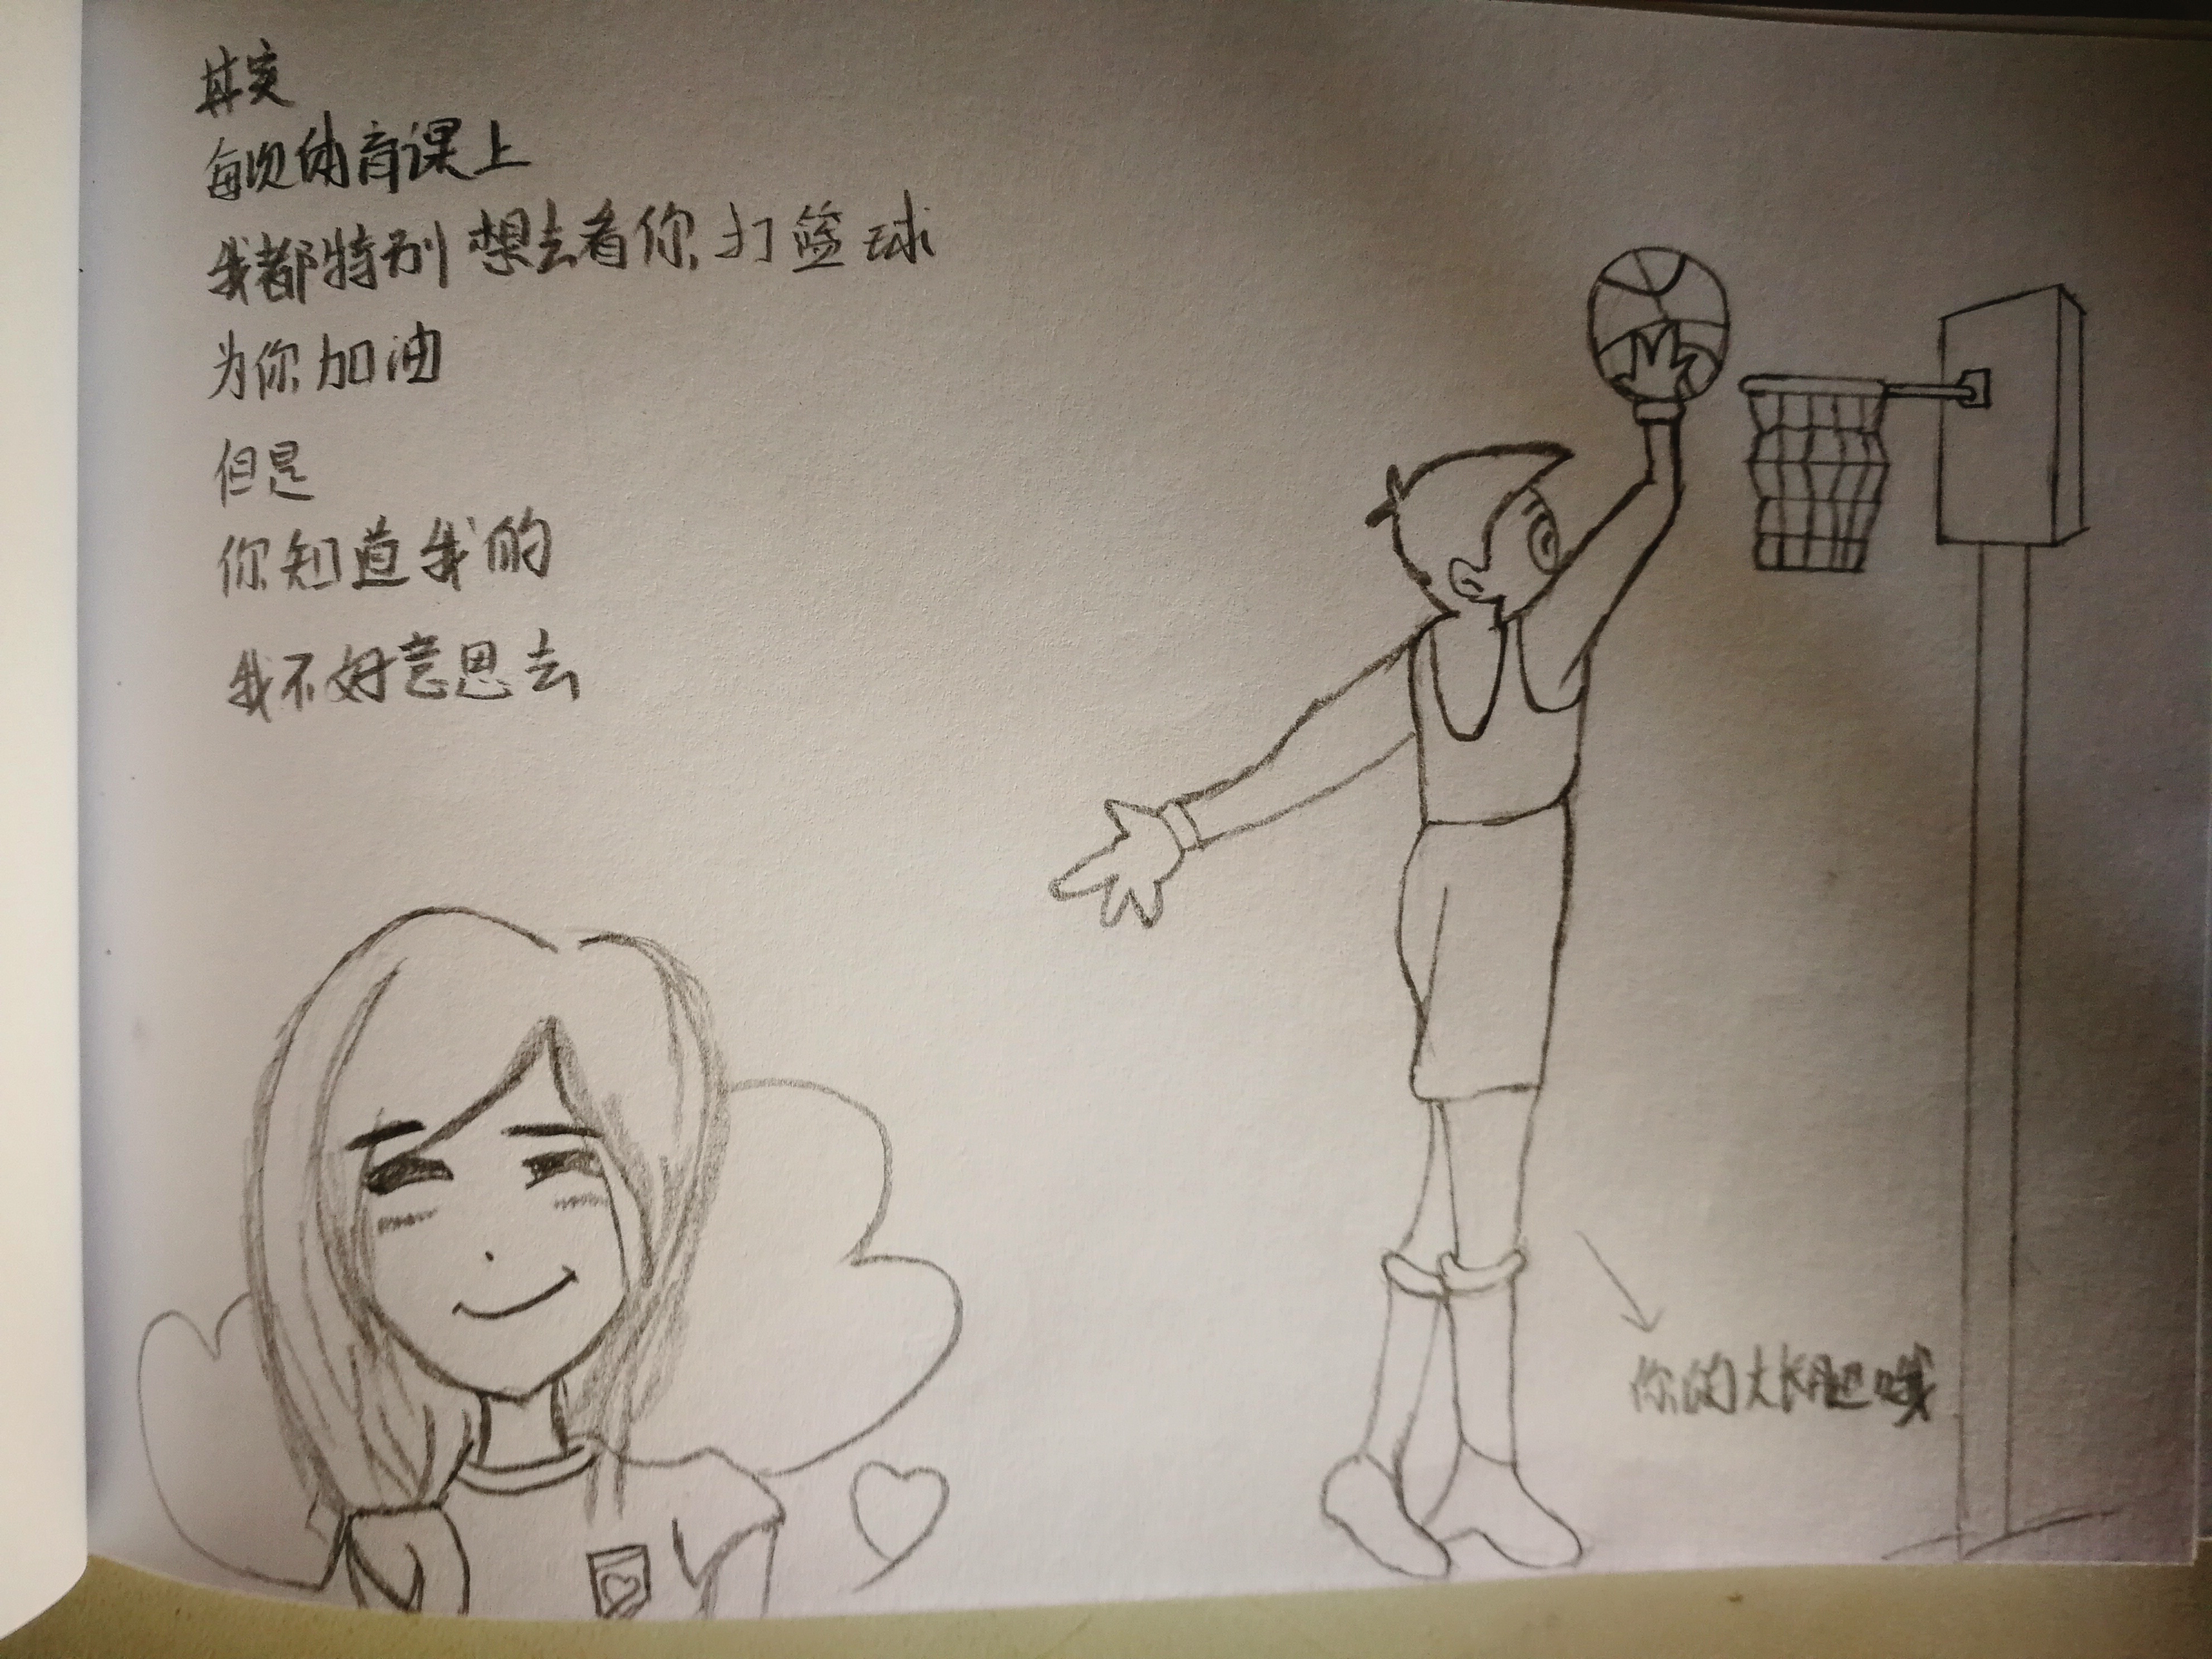 其实
每次体育课上
我都特别想去看你打篮球
为你加油
但是
你知道我的
我不好意思去
你的大长腿哦